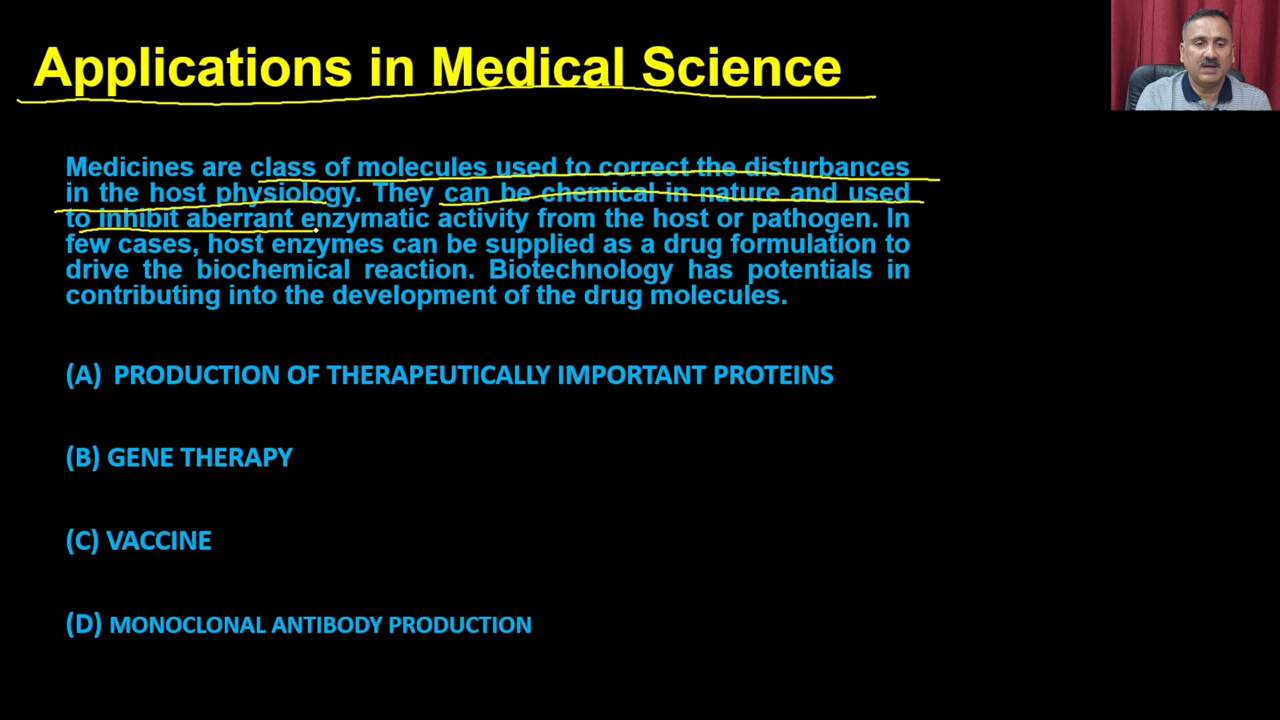 Applications in Medical Science
Medicines are class of molecules used to correct the disturbances
in the host physiology. They can be chemical in nature and used
to inhibit aberrant enzymatic activity from the host or pathogen. In
few cases, host enzymes can be supplied as a drug formulation to
drive the biochemical reaction. Biotechnology has potentials in
contributing into the development of the drug molecules.
(A) PRODUCTION OF THERAPEUTICALLY IMPORTANT PROTEINS
(B) GENE THERAPY
(C) VACCINE
(D) MONOCLONAL ANTIBODY PRODUCTION